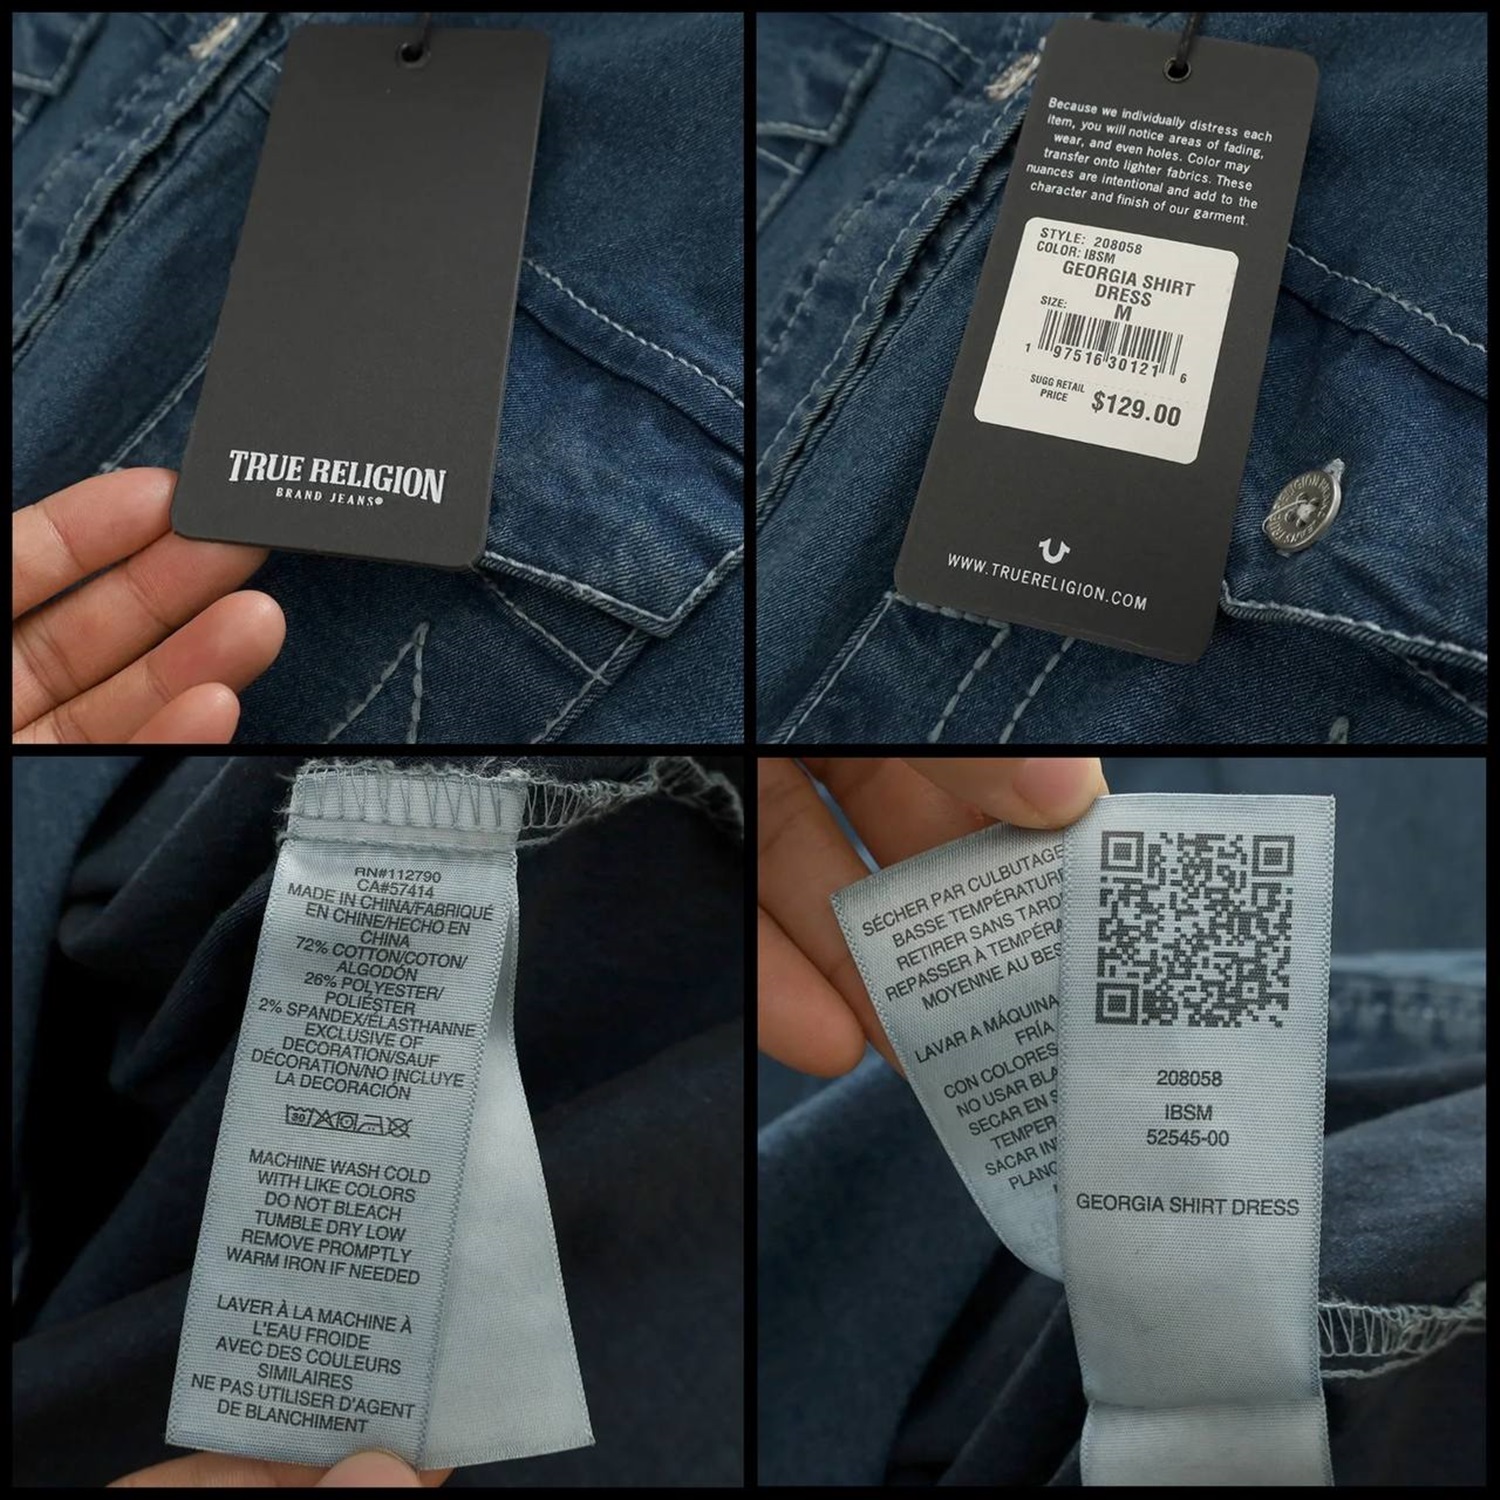 TRUE RELIGION
BRAND JEANS®
Because we individually distress each
item, you will notice areas of fading,
wear, and even holes. Color may
transfer onto lighter fabrics. These
nuances are intentional and add to the
character and finish of our garment.
STYLE: 208058
COLOR: IBSM
GEORGIA SHIRT
DRESS
SIZE: M
1 97516 30121 6
SUGG RETAIL
PRICE $129.00
WWW.TRUERELIGION.COM
RN#112790
CA#57414
MADE IN CHINA/FABRIQUÉ
EN CHINE/HECHO EN
CHINA
72% COTTON/COTON/
ALGODÓN
26% POLYESTER/
POLIÉSTER
2% SPANDEX/ÉLASTHANNE
EXCLUSIVE OF
DECORATION/SAUF
DÉCORATION/NO INCLUYE
LA DECORACIÓN
30
MACHINE WASH COLD
WITH LIKE COLORS
DO NOT BLEACH
TUMBLE DRY LOW
REMOVE PROMPTLY
WARM IRON IF NEEDED
LAVER À LA MACHINE À
L'EAU FROIDE
AVEC DES COULEURS
SIMILAIRES
NE PAS UTILISER D'AGENT
DE BLANCHIMENT
SÉCHER PAR CULBUTAGE
BASSE TEMPÉRATURE
RETIRER SANS TARD
REPASSER À TEMPÉRA
MOYENNE AU BES
LAVAR A MÁQUINA
FRÍA
CON COLORES
NO USAR BLA
SECAR EN S
TEMPER
SACAR IN
PLANC
208058
IBSM
52545-00
GEORGIA SHIRT DRESS